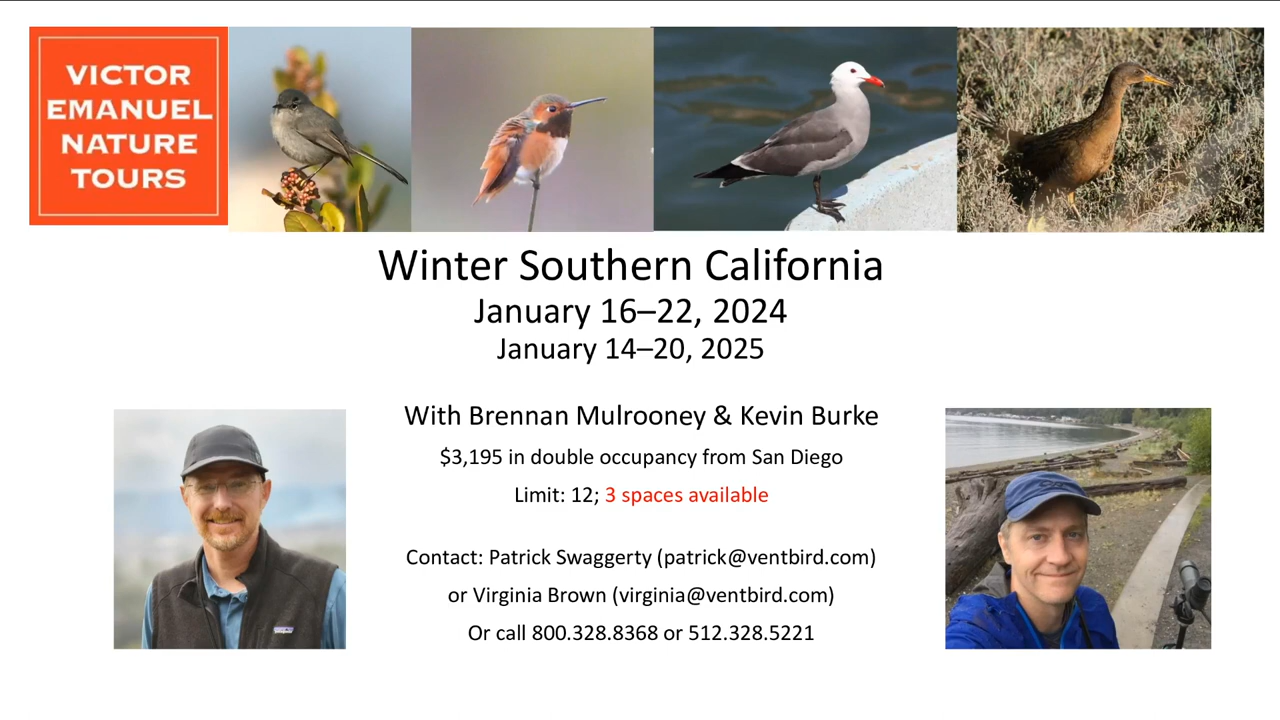 VICTOR
EMANUEL
NATURE
TOURS
Winter Southern California
January 16–22, 2024
January 14–20, 2025
With Brennan Mulrooney & Kevin Burke
$3,195 in double occupancy from San Diego
Limit: 12; 3 spaces available
Contact: Patrick Swaggerty (patrick@ventbird.com)
or Virginia Brown (virginia@ventbird.com)
Or call 800.328.8368 or 512.328.5221